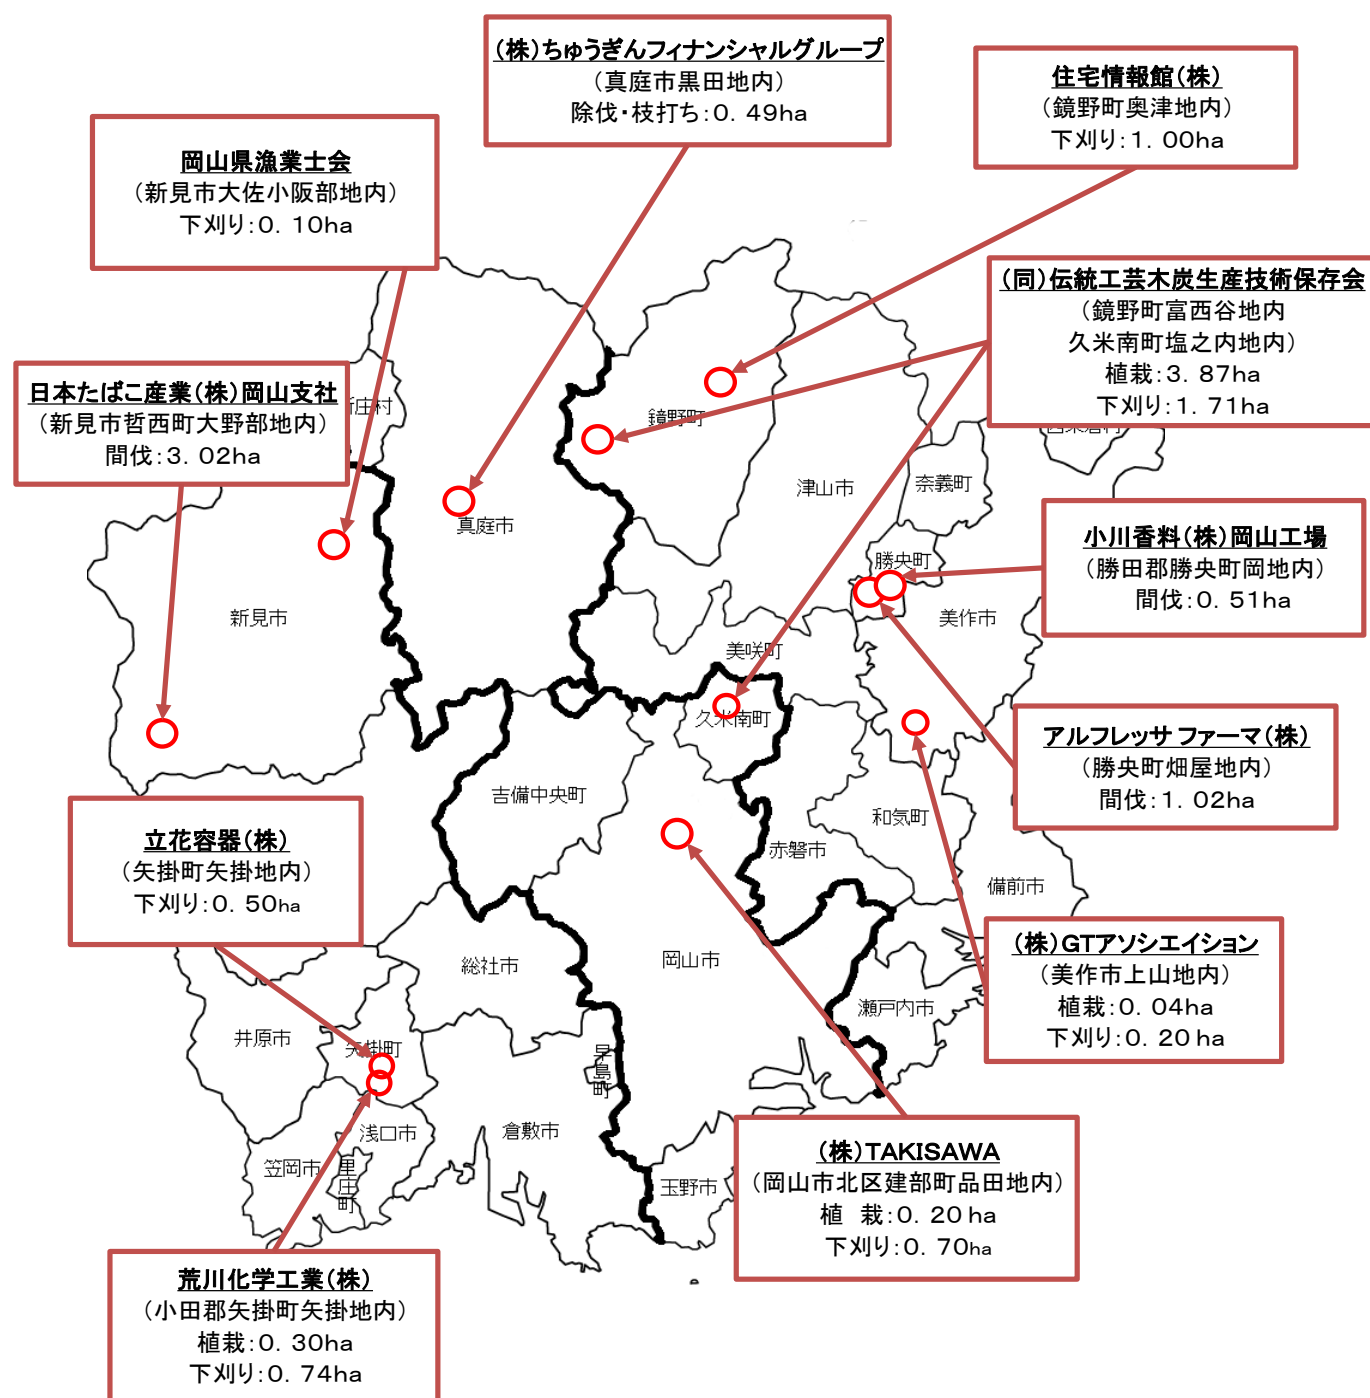 (株)ちゅうぎんフィナンシャルグループ
(真庭市黒田地内)
除伐・枝打ち:0.49ha
住宅情報館(株)
(鏡野町奥津地内)
下刈り:1.00ha
岡山県漁業士会
(新見市大佐小阪部地内)
下刈り:0.10ha
(同)伝統工芸木炭生産技術保存会
(鏡野町富西谷地内
久米南町塩之内地内)
植栽:3.87ha
下刈り:1.71ha
日本たばこ産業(株)岡山支社
(新見市哲西町大野部地内)
間伐:3.02ha
小川香料(株)岡山工場
(勝田郡勝央町岡地内)
間伐:0.51ha
アルフレッサ ファーマ(株)
(勝央町畑屋地内)
間伐:1.02ha
立花容器(株)
(矢掛町矢掛地内)
下刈り:0.50ha
(株)GTアソシエイション
(美作市上山地内)
植栽:0.04ha
下刈り:0.20ha
(株)TAKISAWA
(岡山市北区建部町品田地内)
植 栽:0.20ha
下刈り:0.70ha
荒川化学工業(株)
(小田郡矢掛町矢掛地内)
植栽:0.30ha
下刈り:0.74ha
庄村
鏡野町
津山市
奈義町
真庭市
勝央町
新見市
美作市
美咲町
久米南町
吉備中央町
和気町
赤磐市
備前市
総社市
岡山市
瀬戸内市
井原市
矢掛町
早島町
浅口市
倉敷市
笠岡市
里庄町
玉野市